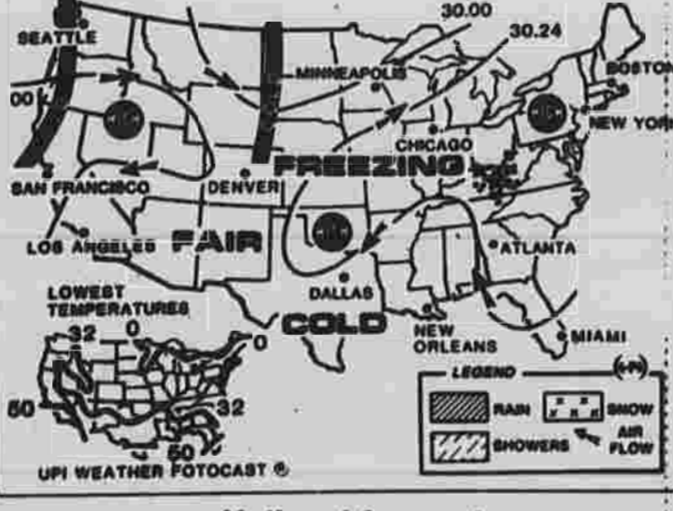 30.00
SEATTLE
30.24
MINNEAPOLIS
BOSTON
NEW YORK
CHICAGO
FREEZING
SAN FRANCISCO
DENVER
LOS ANGELES
FAIR
ATLANTA
LOWEST
TEMPERATURES
DALLAS
COLD
NEW
ORLEANS
MIAMI
32 0
0
LEGEND
50
32
RAIN
SNOW
50
SHOWERS
AIR
FLOW
UPI WEATHER FOTOCAST ®